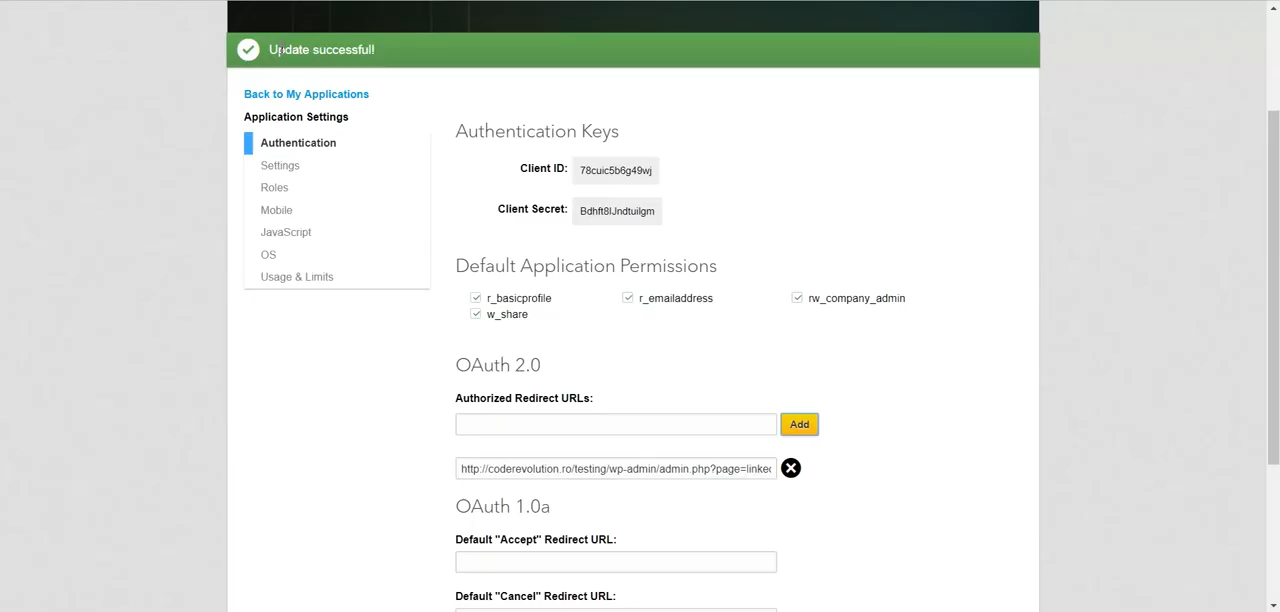 Update successful!
Back to My Applications
Application Settings
Authentication
Settings
Roles
Mobile
JavaScript
OS
Usage & Limits
Authentication Keys
Client ID: 78cuic5b6g49wj
Client Secret: Bdhft8IJndtuilgm
Default Application Permissions
r_basicprofile r_emailaddress rw_company_admin
w_share
OAuth 2.0
Authorized Redirect URLs:
Add
http://coderevolution.ro/testing/wp-admin/admin.php?page=linked
OAuth 1.0a
Default "Accept" Redirect URL:
Default "Cancel" Redirect URL: